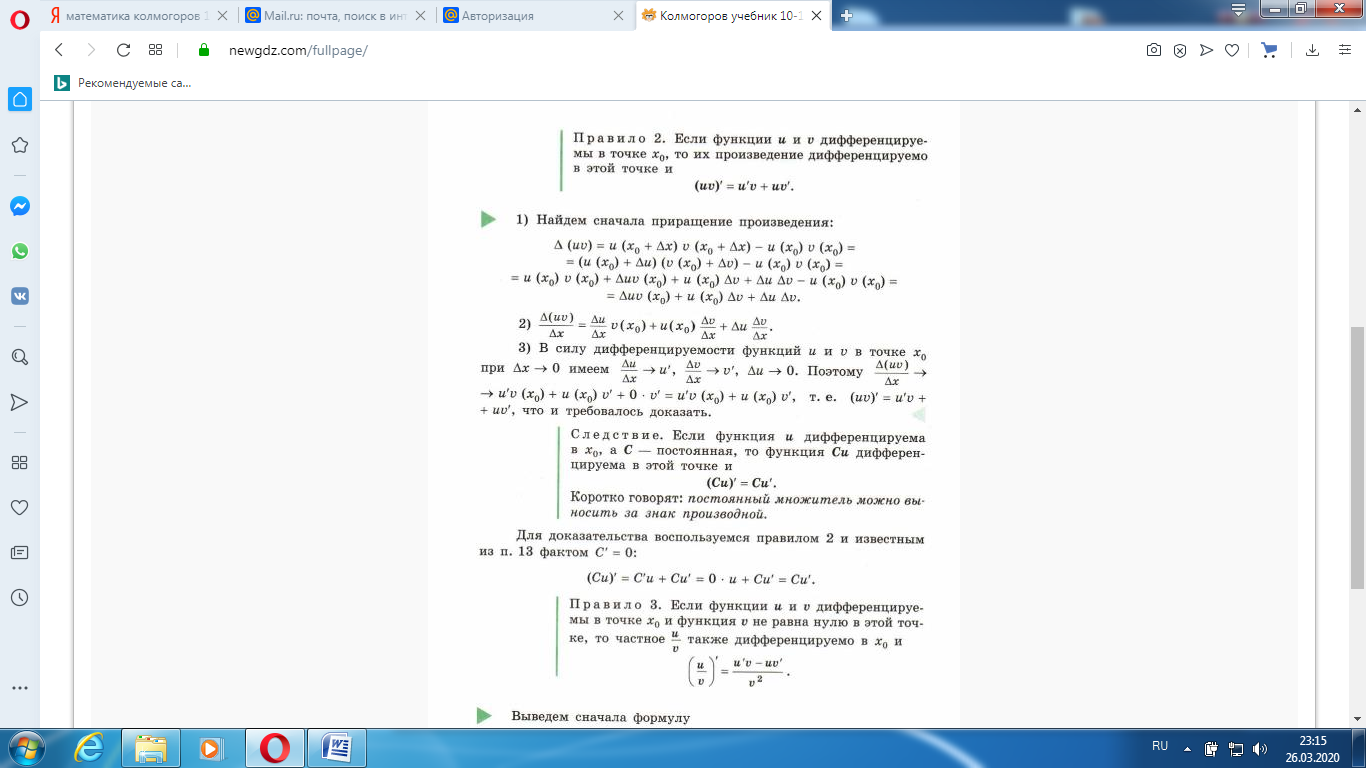 математика колмогоров 1
Mail.ru: почта, поиск в инт
Авторизация
Колмогоров учебник 10-1
newgdz.com/fullpage/
Рекомендуемые са...
Правило 2. Если функции u и v дифференцируе-
мы в точке x₀, то их произведение дифференцируемо
в этой точке и
(uv)′ = u′v + uv′.
1) Найдем сначала приращение произведения:
Δ (uv) = u (x₀ + Δx) v (x₀ + Δx) – u (x₀) v (x₀) =
= (u (x₀) + Δu) (v (x₀) + Δv) – u (x₀) v (x₀) =
= u (x₀) v (x₀) + Δuv (x₀) + u (x₀) Δv + Δu Δv – u (x₀) v (x₀) =
= Δuv (x₀) + u (x₀) Δv + Δu Δv.
2) Δ(uv)/Δx = Δu/Δx v(x₀) + u(x₀) Δv/Δx + Δu Δv/Δx.
3) В силу дифференцируемости функций u и v в точке x₀
при Δx → 0 имеем Δu/Δx → u′, Δv/Δx → v′, Δu → 0. Поэтому Δ(uv)/Δx →
→ u′v (x₀) + u (x₀) v′ + 0 · v′ = u′v (x₀) + u (x₀) v′, т. е. (uv)′ = u′v +
+ uv′, что и требовалось доказать.
Следствие. Если функция u дифференцируема
в x₀, а C — постоянная, то функция Cu дифферен-
цируема в этой точке и
(Cu)′ = Cu′.
Коротко говорят: постоянный множитель можно вы-
носить за знак производной.
Для доказательства воспользуемся правилом 2 и известным
из п. 13 фактом C′ = 0:
(Cu)′ = C′u + Cu′ = 0 · u + Cu′ = Cu′.
Правило 3. Если функции u и v дифференцируе-
мы в точке x₀ и функция v не равна нулю в этой точ-
ке, то частное u/v также дифференцируемо в x₀ и
(u/v)′ = (u′v – uv′)/v².
Выведем сначала формулу
RU
23:15
26.03.2020